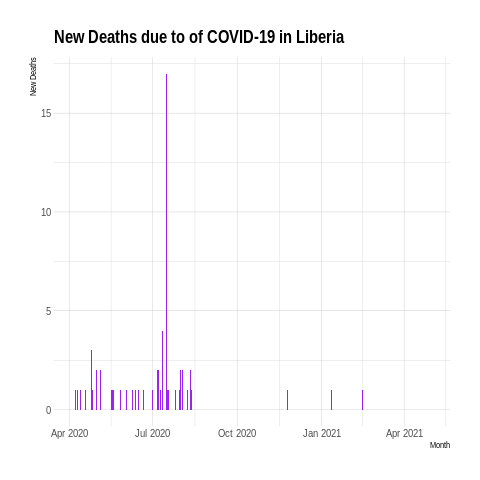 New Deaths due to of COVID-19 in Liberia
New Deaths
15
10
5
0
Apr 2020 Jul 2020 Oct 2020 Jan 2021 Apr 2021
Month